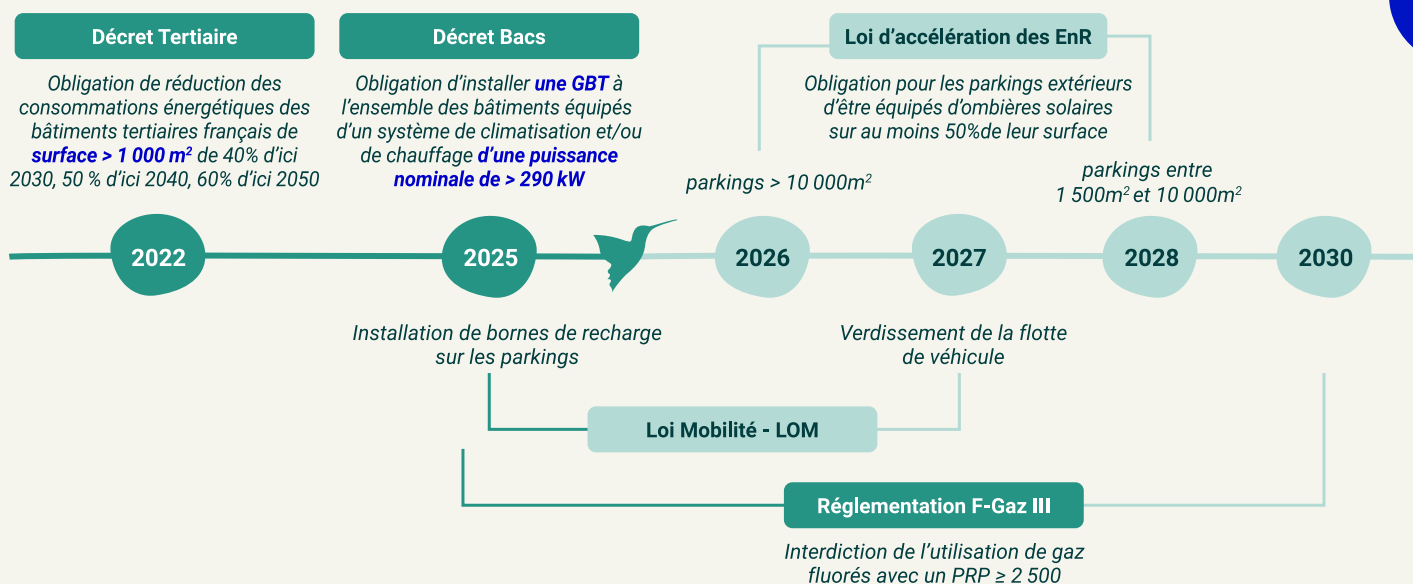 Décret Tertiaire
Obligation de réduction des
consommations énergétiques des
bâtiments tertiaires français de
surface > 1 000 m² de 40% d'ici
2030, 50 % d'ici 2040, 60% d'ici 2050
Décret Bacs
Obligation d'installer une GBT à
l'ensemble des bâtiments équipés
d'un système de climatisation et/ou
de chauffage d'une puissance
nominale de > 290 kW
Loi d'accélération des EnR
Obligation pour les parkings extérieurs
d'être équipés d'ombières solaires
sur au moins 50%de leur surface
parkings > 10 000m²
parkings entre
1 500m² et 10 000m²
2022
2025
2026
2027
2028
2030
Installation de bornes de recharge
sur les parkings
Verdissement de la flotte
de véhicule
Loi Mobilité - LOM
Réglementation F-Gaz III
Interdiction de l'utilisation de gaz
fluorés avec un PRP ≥ 2 500